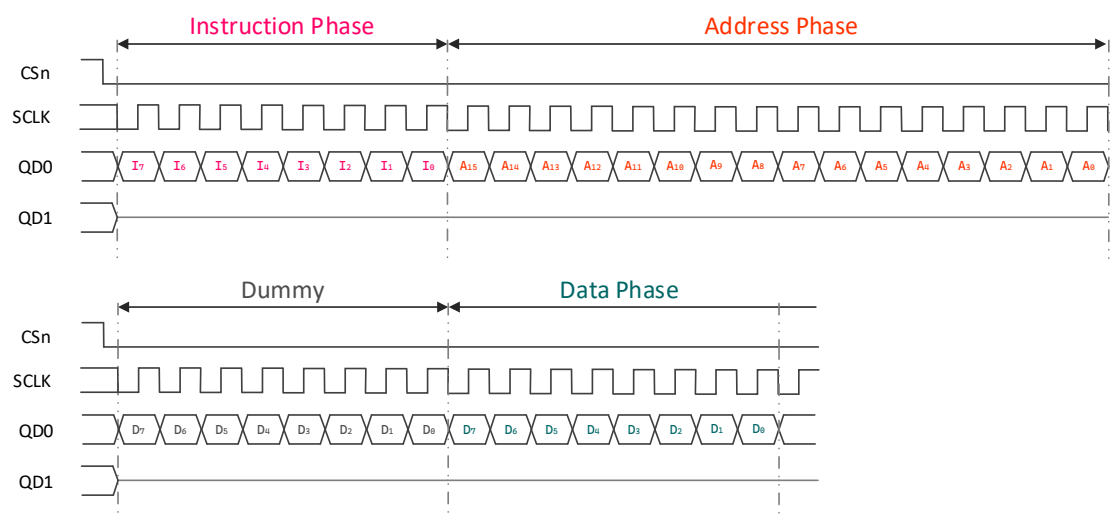 Instruction Phase Address Phase
CSn
SCLK
QD0 I7 I6 I5 I4 I3 I2 I1 I0 A15 A14 A13 A12 A11 A10 A9 A8 A7 A6 A5 A4 A3 A2 A1 A0
QD1
Dummy Data Phase
CSn
SCLK
QD0 D7 D6 D5 D4 D3 D2 D1 D0 D7 D6 D5 D4 D3 D2 D1 D0
QD1